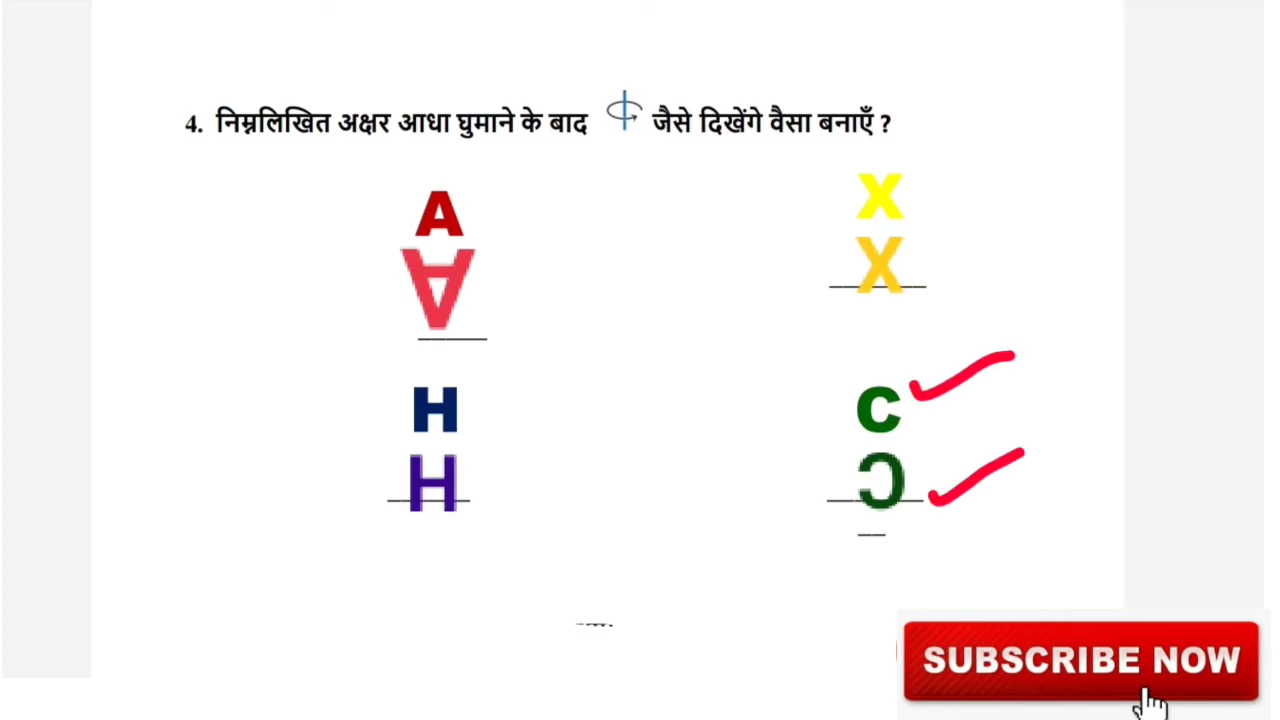 4. निम्नलिखित अक्षर आधा घुमाने के बाद जैसे दिखेंगे वैसा बनाएँ ?
A X
∀ X
H C
H Ɔ
SUBSCRIBE NOW